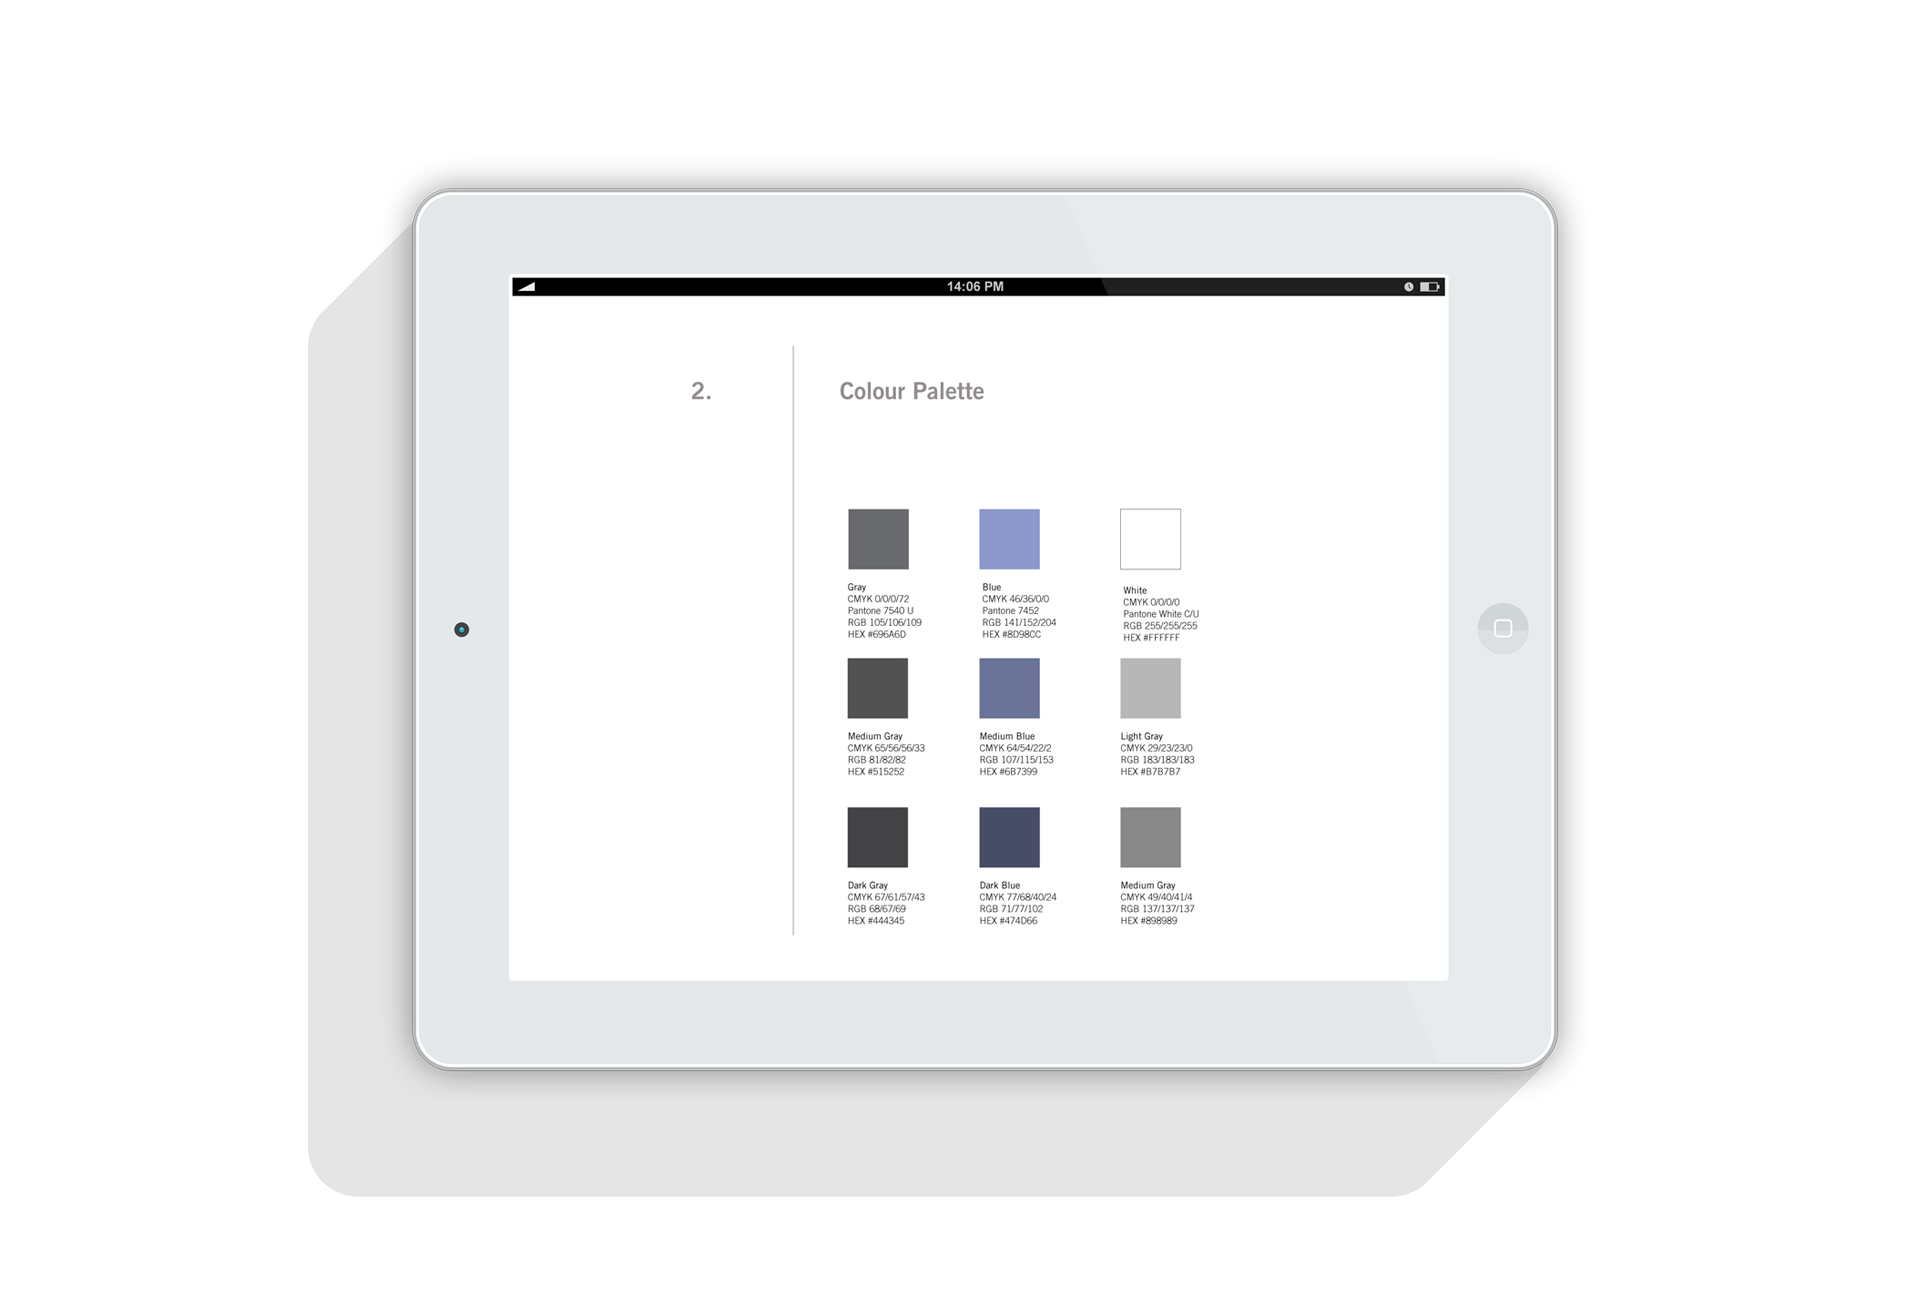 14:06 PM
2.
Colour Palette
Gray
CMYK 0/0/0/72
Pantone 7540 U
RGB 105/106/109
HEX #696A6D
Blue
CMYK 46/36/0/0
Pantone 7452
RGB 141/152/204
HEX #8D98CC
White
CMYK 0/0/0/0
Pantone White C/U
RGB 255/255/255
HEX #FFFFFF
Medium Gray
CMYK 65/56/56/33
RGB 81/82/82
HEX #515252
Medium Blue
CMYK 64/54/22/2
RGB 107/115/153
HEX #6B7399
Light Gray
CMYK 29/23/23/0
RGB 183/183/183
HEX #B7B7B7
Dark Gray
CMYK 67/61/57/43
RGB 68/67/69
HEX #444345
Dark Blue
CMYK 77/68/40/24
RGB 71/77/102
HEX #474D66
Medium Gray
CMYK 49/40/41/4
RGB 137/137/137
HEX #898989